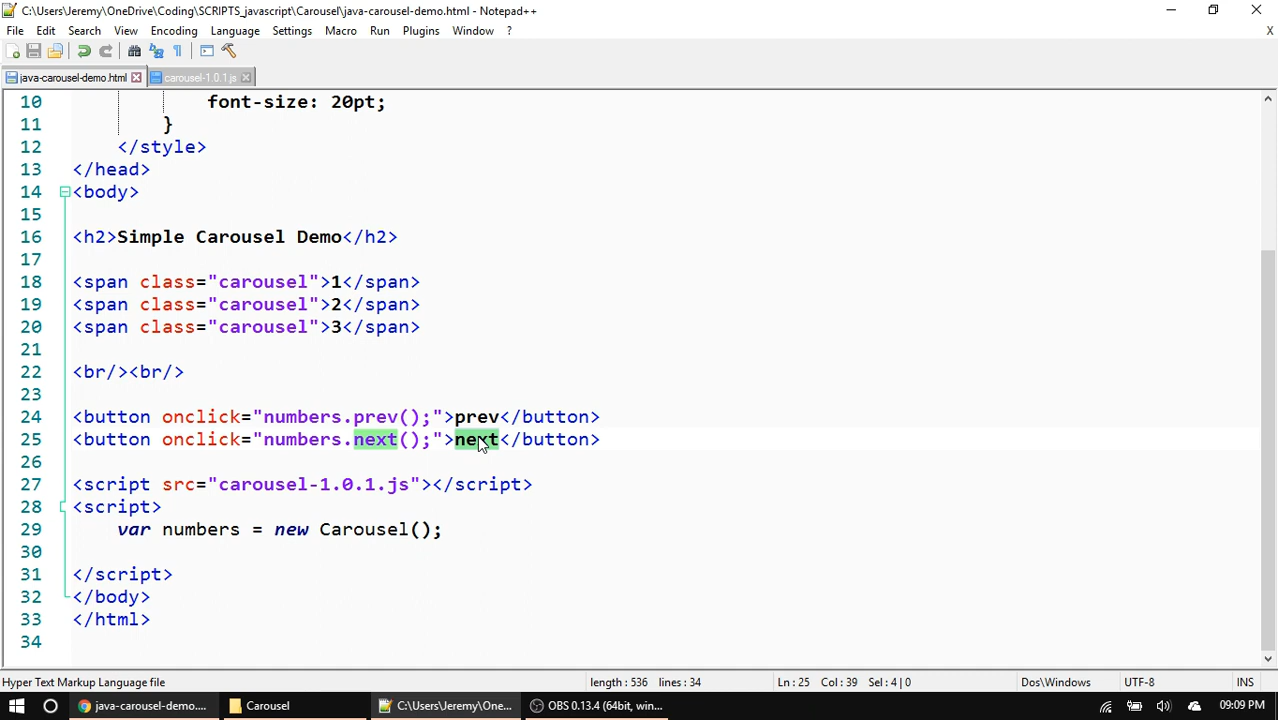 C:\Users\Jeremy\OneDrive\Coding\SCRIPTS_javascript\Carousel\java-carousel-demo.html - Notepad++
File Edit Search View Encoding Language Settings Macro Run Plugins Window ? X
java-carousel-demo.html carousel-1.0.1.js
10 font-size: 20pt;
11 }
12 </style>
13 </head>
14 <body>
15
16 <h2>Simple Carousel Demo</h2>
17
18 <span class="carousel">1</span>
19 <span class="carousel">2</span>
20 <span class="carousel">3</span>
21
22 <br/><br/>
23
24 <button onclick="numbers.prev();">prev</button>
25 <button onclick="numbers.next();">next</button>
26
27 <script src="carousel-1.0.1.js"></script>
28 <script>
29 var numbers = new Carousel();
30
31 </script>
32 </body>
33 </html>
34
Hyper Text Markup Language file length : 536 lines : 34 Ln : 25 Col : 39 Sel : 4 | 0 Dos\Windows UTF-8 INS
java-carousel-demo.... Carousel C:\Users\Jeremy\One... OBS 0.13.4 (64bit, win... 09:09 PM